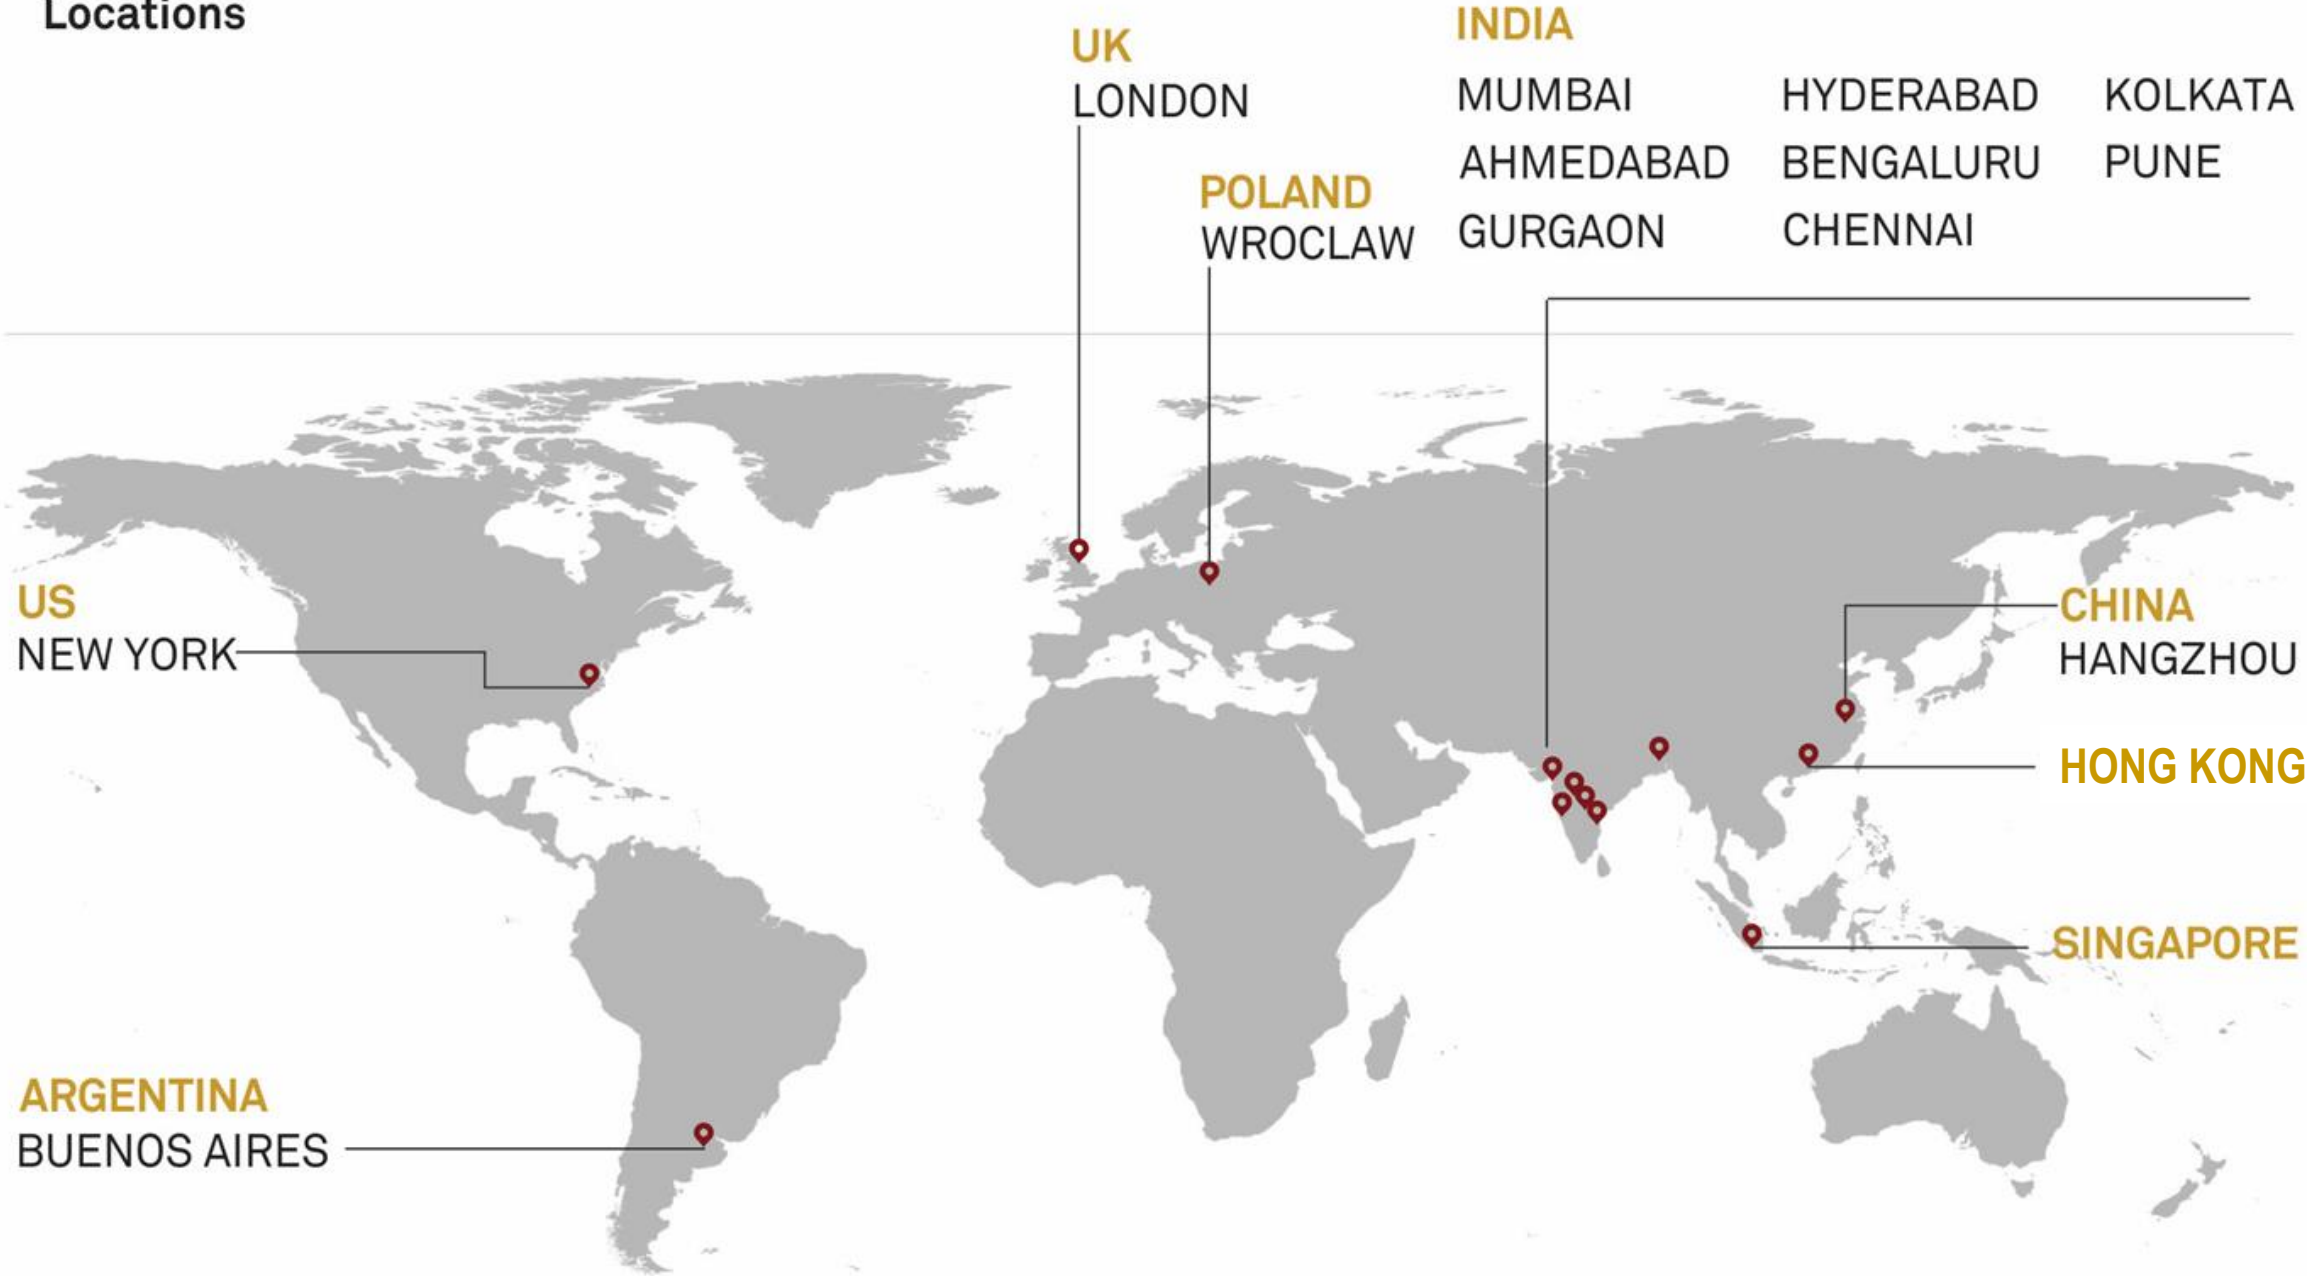 Locations
UK
LONDON
POLAND
WROCLAW
INDIA
MUMBAI HYDERABAD KOLKATA
AHMEDABAD BENGALURU PUNE
GURGAON CHENNAI
US
NEW YORK
CHINA
HANGZHOU
HONG KONG
SINGAPORE
ARGENTINA
BUENOS AIRES